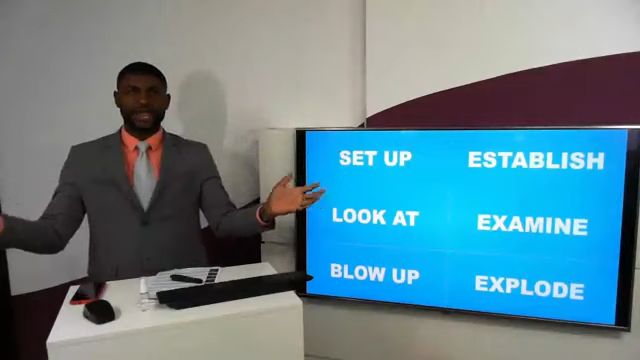 SET UP ESTABLISH
LOOK AT EXAMINE
BLOW UP EXPLODE